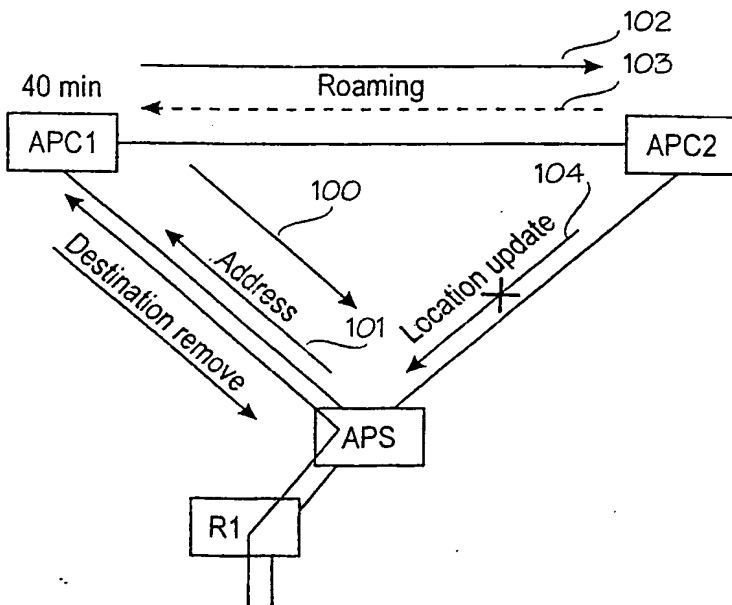 102
Roaming
103
40 min
APC1
APC2
100
104
Address
Location update
101
Destination remove
APS
R1